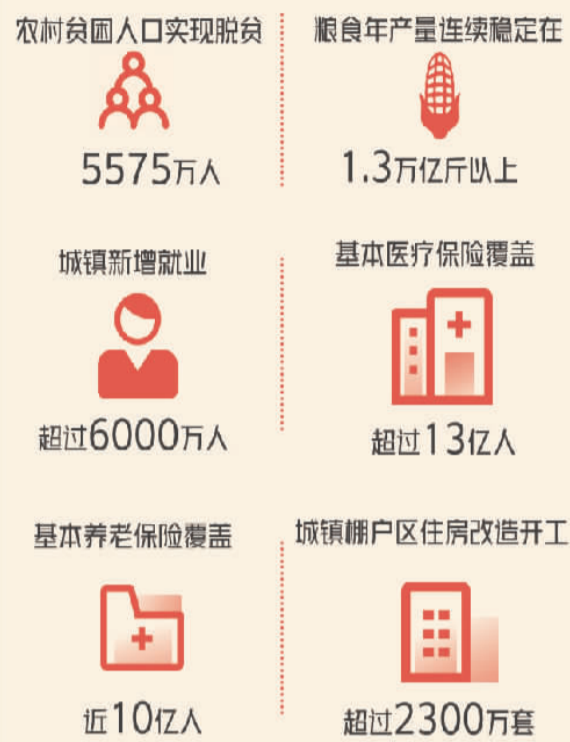 农村贫困人口实现脱贫
5575万人
粮食年产量连续稳定在
1.3万亿斤以上
城镇新增就业
超过6000万人
基本医疗保险覆盖
超过13亿人
基本养老保险覆盖
近10亿人
城镇棚户区住房改造开工
超过2300万套